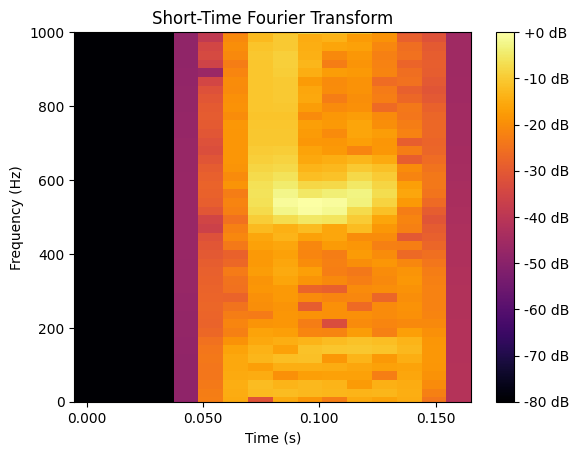 Short-Time Fourier Transform
1000
800
600
400
200
0
Frequency (Hz)
0.000
0.050
0.100
0.150
Time (s)
+0 dB
-10 dB
-20 dB
-30 dB
-40 dB
-50 dB
-60 dB
-70 dB
-80 dB